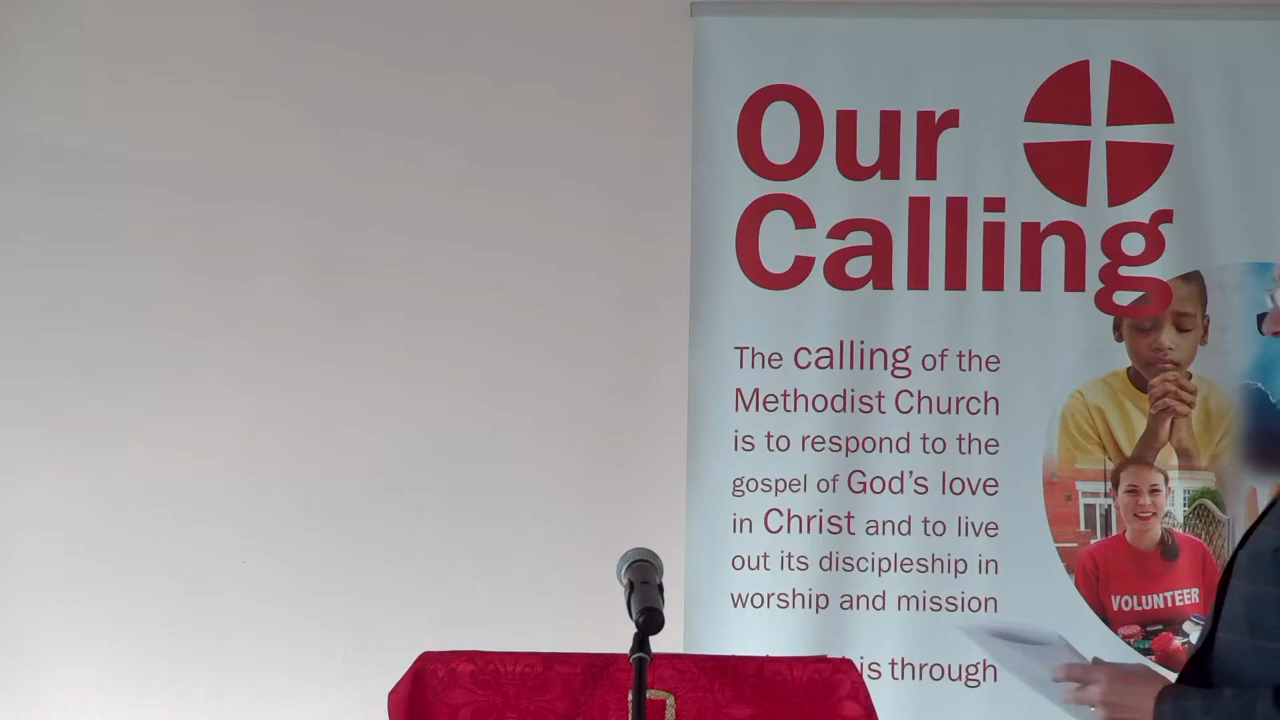 Our
Calling
The calling of the
Methodist Church
is to respond to the
gospel of God's love
in Christ and to live
out its discipleship in
worship and mission
is through
VOLUNTEER